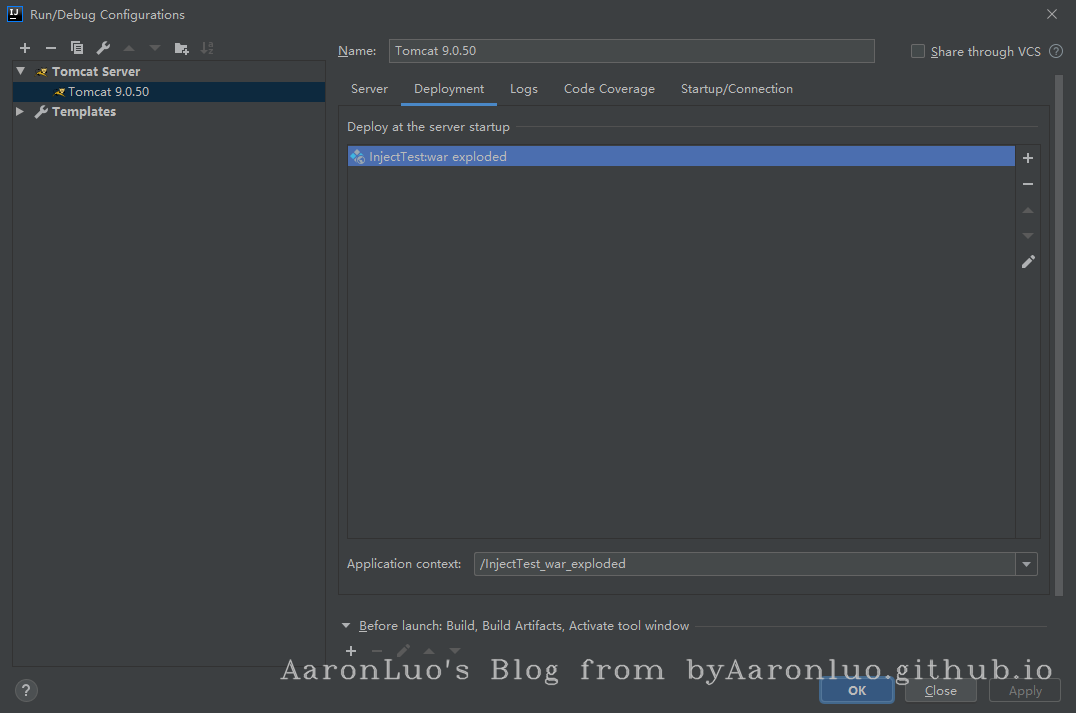 Run/Debug Configurations
Name: Tomcat 9.0.50
Share through VCS ?
Tomcat Server
Tomcat 9.0.50
Templates
Server Deployment Logs Code Coverage Startup/Connection
Deploy at the server startup
InjectTest:war exploded
Application context: /InjectTest_war_exploded
Before launch: Build, Build Artifacts, Activate tool window
AaronLuo's Blog from byAaronluo.github.io
? OK Close Apply